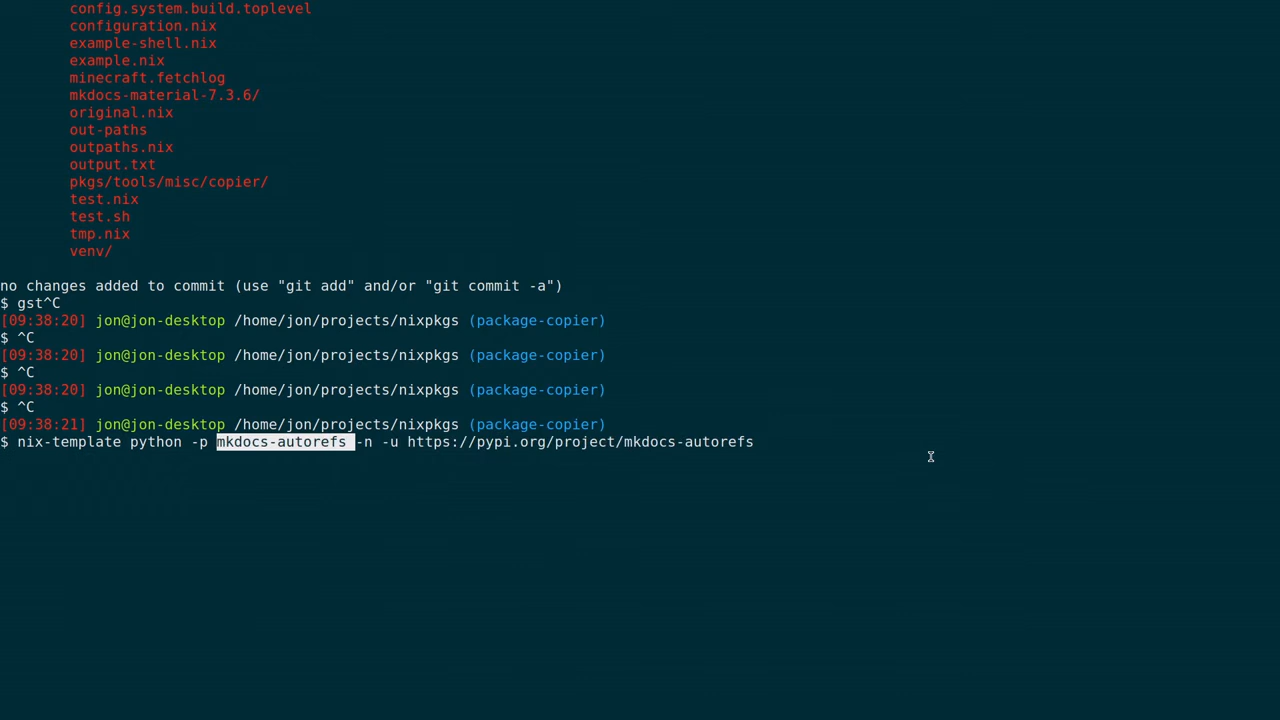 config.system.build.toplevel
configuration.nix
example-shell.nix
example.nix
minecraft.fetchlog
mkdocs-material-7.3.6/
original.nix
out-paths
outpaths.nix
output.txt
pkgs/tools/misc/copier/
test.nix
test.sh
tmp.nix
venv/
no changes added to commit (use "git add" and/or "git commit -a")
$ gst^C
[09:38:20] jon@jon-desktop /home/jon/projects/nixpkgs (package-copier)
$ ^C
[09:38:20] jon@jon-desktop /home/jon/projects/nixpkgs (package-copier)
$ ^C
[09:38:20] jon@jon-desktop /home/jon/projects/nixpkgs (package-copier)
$ ^C
[09:38:21] jon@jon-desktop /home/jon/projects/nixpkgs (package-copier)
$ nix-template python -p mkdocs-autorefs -n -u https://pypi.org/project/mkdocs-autorefs